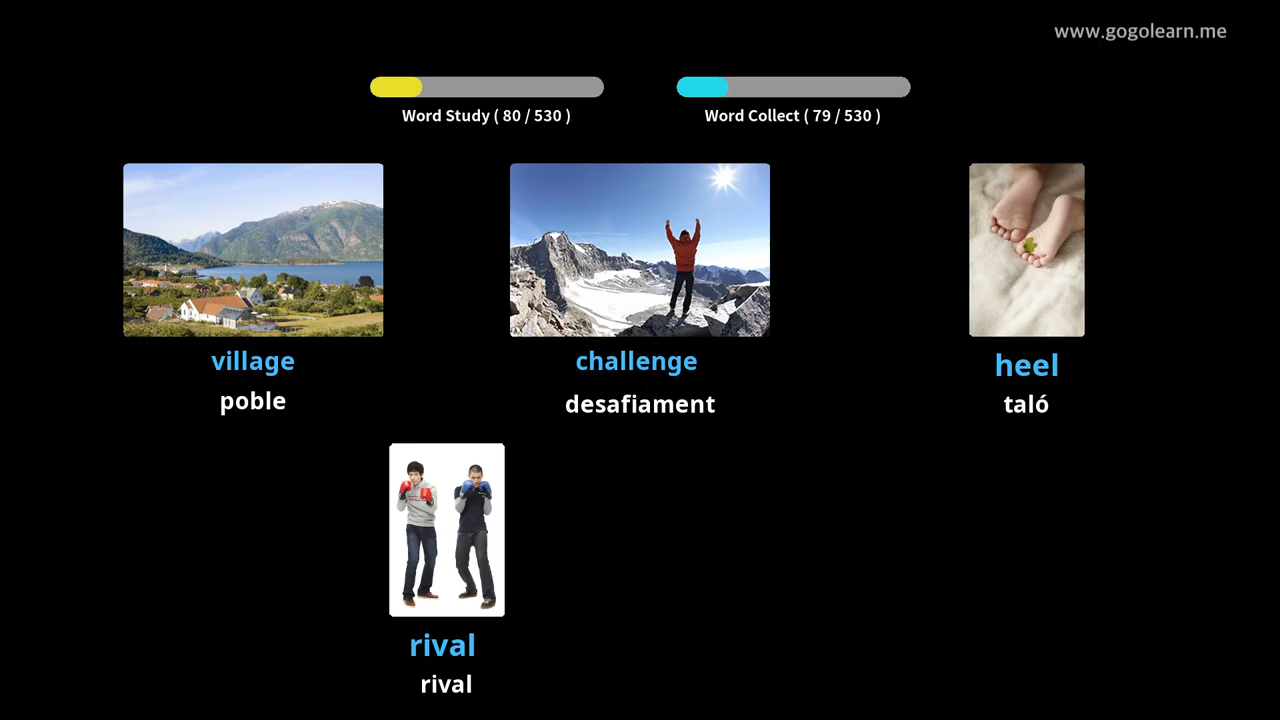 www.gogolearn.me
Word Study ( 80 / 530 )
Word Collect ( 79 / 530 )
village
challenge
heel
poble
desafiament
taló
rival
rival